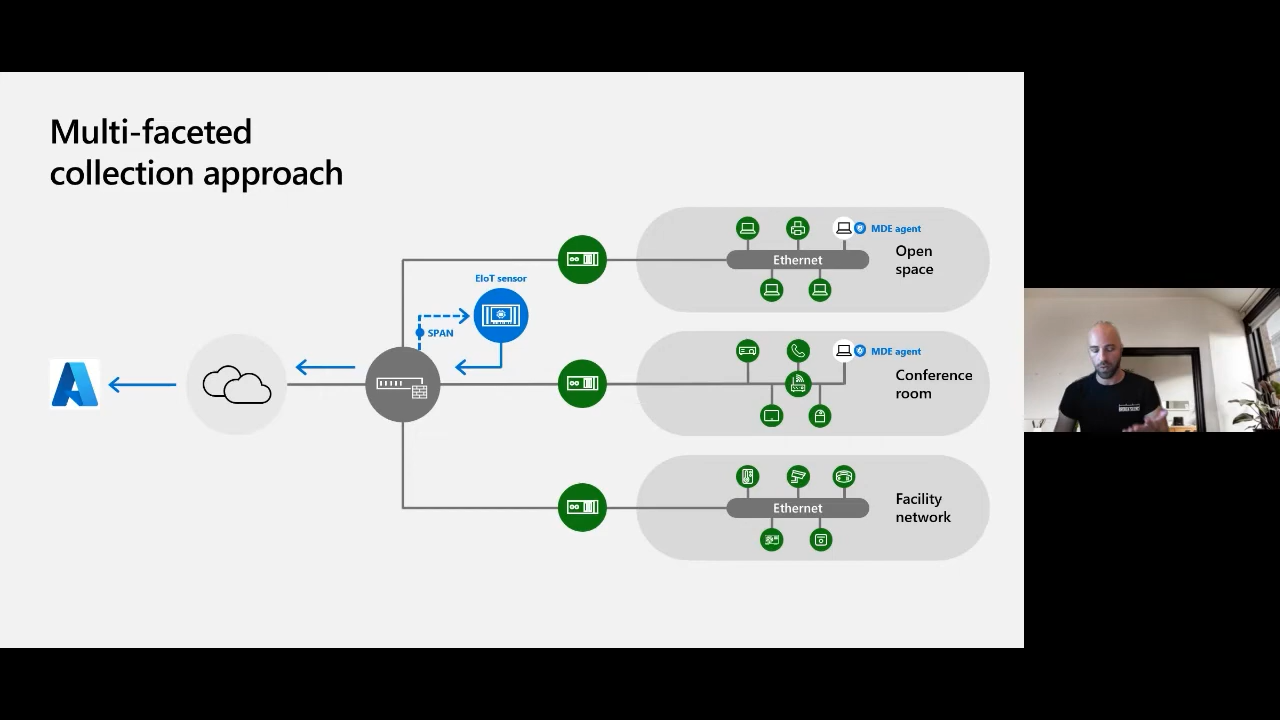 Multi-faceted
collection approach
EIoT sensor
SPAN
MDE agent
Ethernet
Open
space
MDE agent
Conference
room
Ethernet
Facility
network